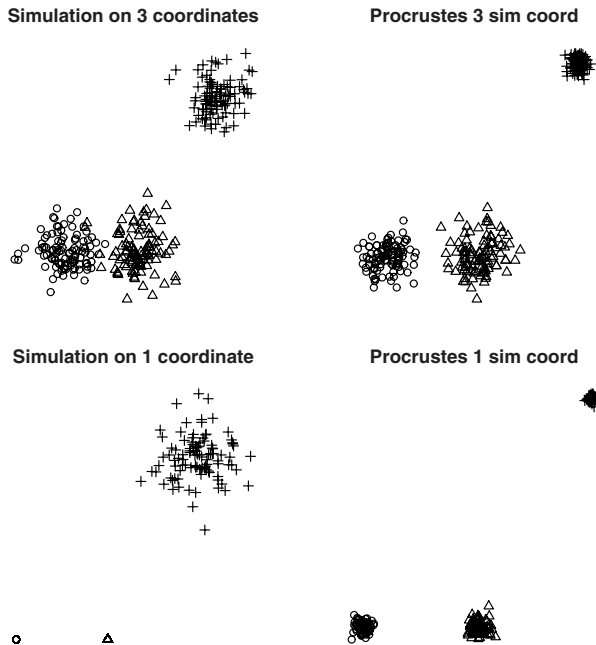 Simulation on 3 coordinates
Procrustes 3 sim coord
Simulation on 1 coordinate
Procrustes 1 sim coord